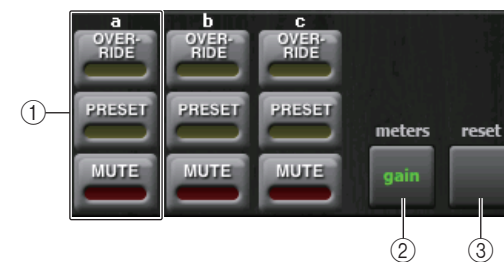 a b c
OVER-RIDE OVER-RIDE OVER-RIDE
① PRESET PRESET PRESET
meters reset
MUTE MUTE MUTE gain
② ③